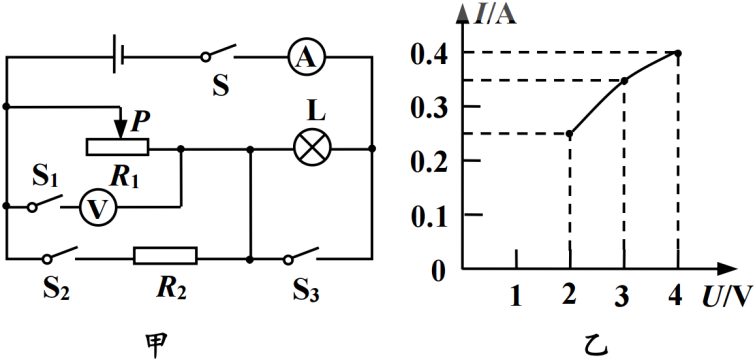 S
A
P
R₁
L
S₁
V
S₂
R₂
S₃
甲
I/A
0.4
0.3
0.2
0.1
0
1 2 3 4 U/V
乙